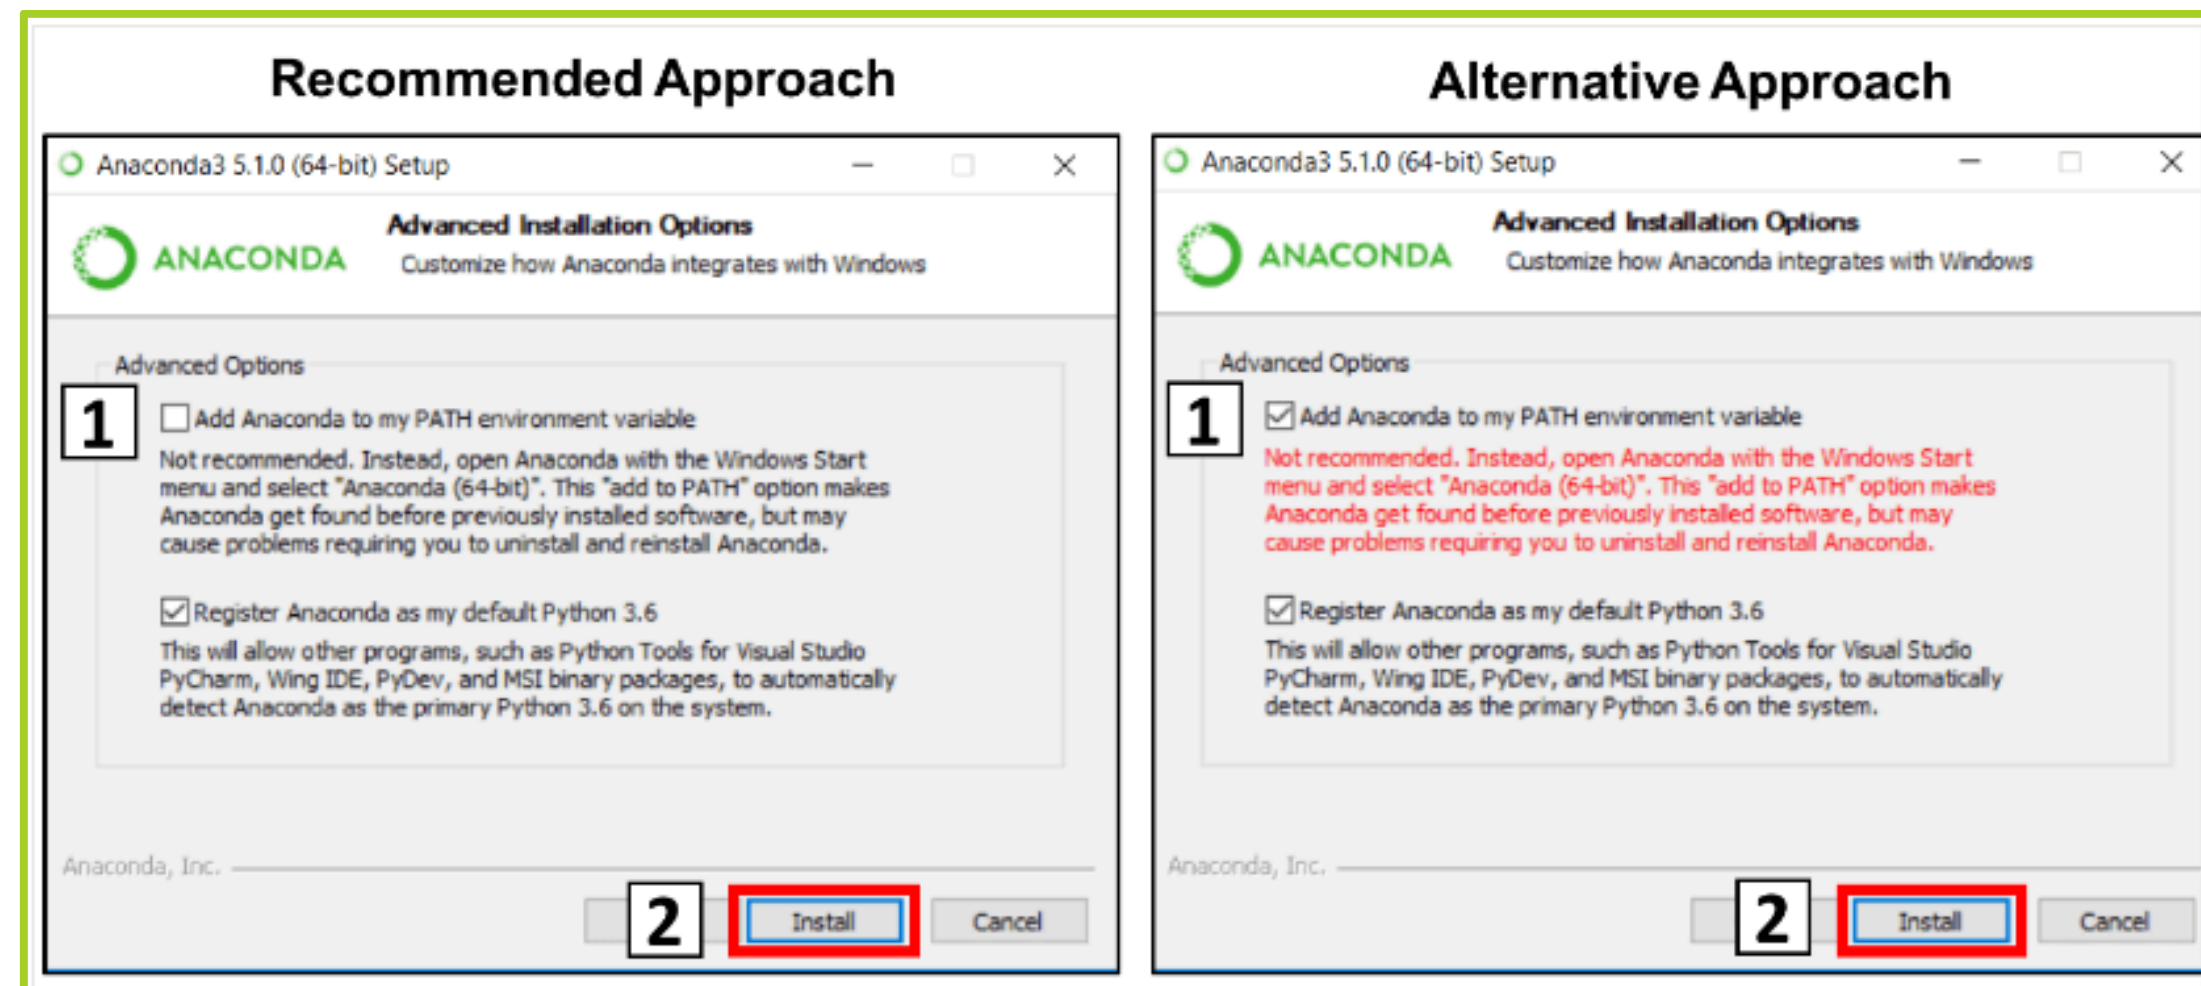 Recommended Approach
Anaconda3 5.1.0 (64-bit) Setup
ANACONDA
Advanced Installation Options
Customize how Anaconda integrates with Windows
Advanced Options
1
Add Anaconda to my PATH environment variable
Not recommended. Instead, open Anaconda with the Windows Start
menu and select "Anaconda (64-bit)". This "add to PATH" option makes
Anaconda get found before previously installed software, but may
cause problems requiring you to uninstall and reinstall Anaconda.
Register Anaconda as my default Python 3.6
This will allow other programs, such as Python Tools for Visual Studio
PyCharm, Wing IDE, PyDev, and MSI binary packages, to automatically
detect Anaconda as the primary Python 3.6 on the system.
Anaconda, Inc.
2
Install
Cancel
Alternative Approach
Anaconda3 5.1.0 (64-bit) Setup
ANACONDA
Advanced Installation Options
Customize how Anaconda integrates with Windows
Advanced Options
1
Add Anaconda to my PATH environment variable
Not recommended. Instead, open Anaconda with the Windows Start
menu and select "Anaconda (64-bit)". This "add to PATH" option makes
Anaconda get found before previously installed software, but may
cause problems requiring you to uninstall and reinstall Anaconda.
Register Anaconda as my default Python 3.6
This will allow other programs, such as Python Tools for Visual Studio
PyCharm, Wing IDE, PyDev, and MSI binary packages, to automatically
detect Anaconda as the primary Python 3.6 on the system.
Anaconda, Inc.
2
Install
Cancel